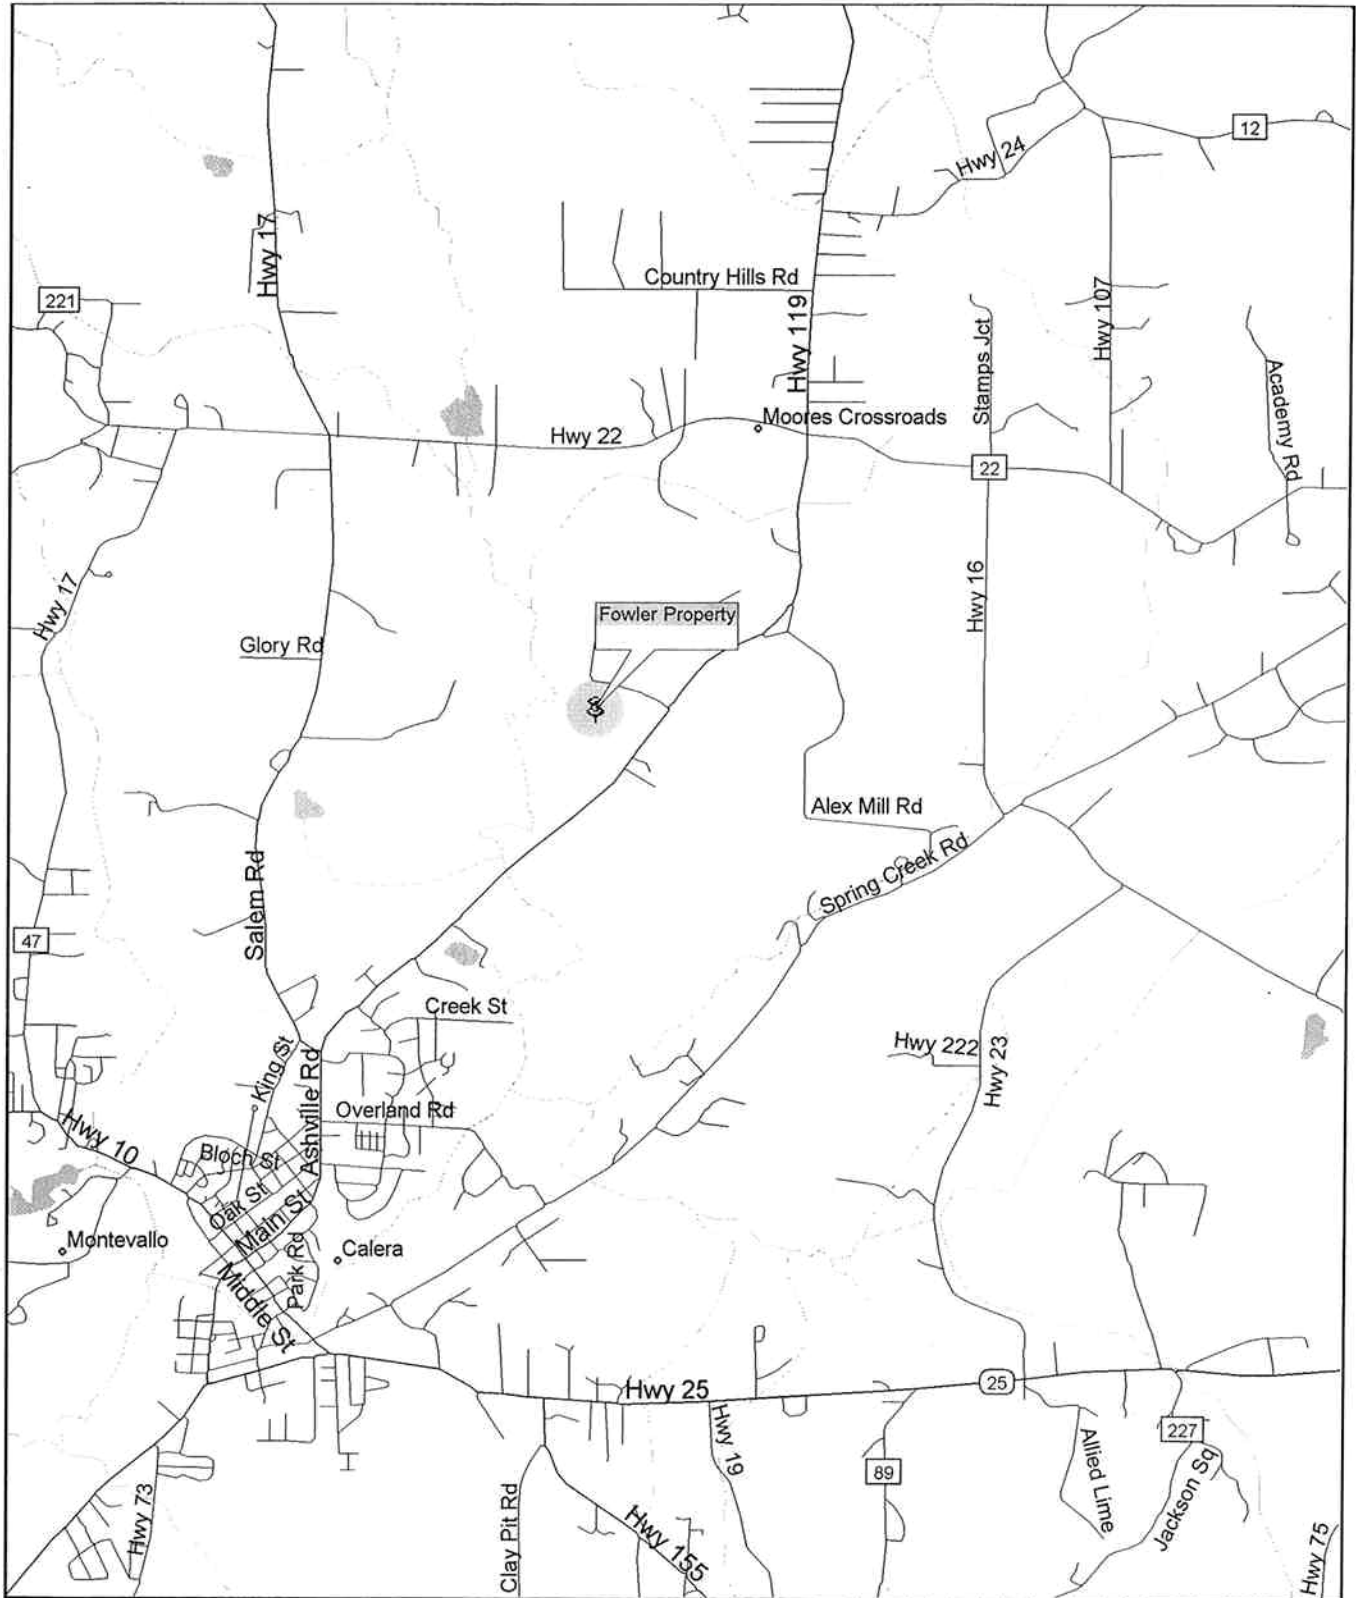 12
Hwy 24
Hwy 17
Country Hills Rd
221
Hwy 119
Hwy 107
Stamps Jct
Academy Rd
Moores Crossroads
Hwy 22
22
Hwy 17
Hwy 16
Fowler Property
Glory Rd
Alex Mill Rd
Spring Creek Rd
Salem Rd
47
Creek St
Hwy 222
Hwy 23
King St
Ashville Rd
Overland Rd
Hwy 10
Bloch St
Oak St
Main St
Montevallo
Park Rd
Calera
Middle St
Hwy 25
25
Hwy 19
227
Allied Lime
89
Jackson Sq
Hwy 73
Clay Pit Rd
Hwy 155
Hwy 75